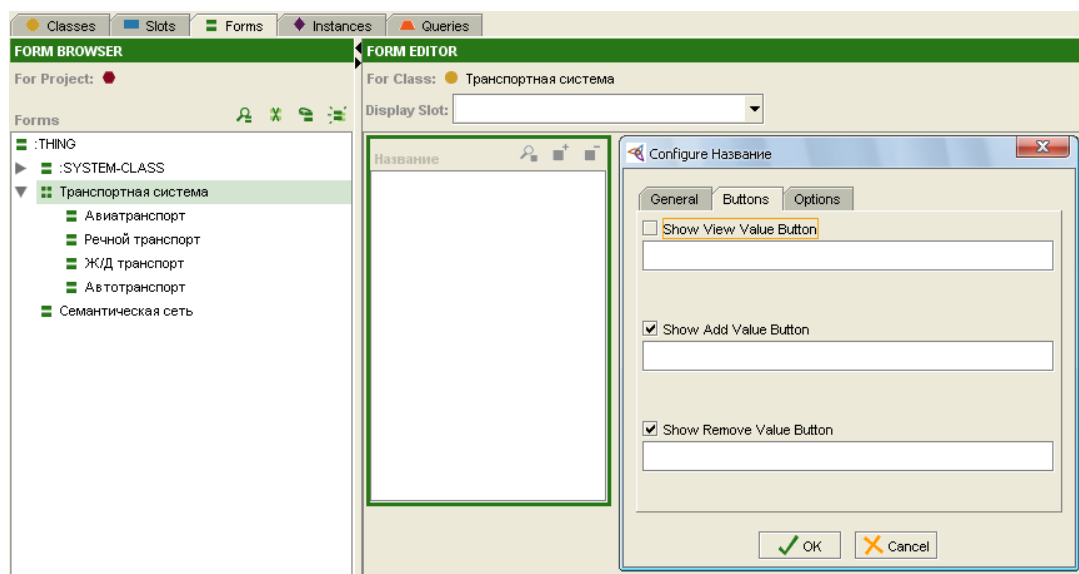 Classes Slots Forms Instances Queries
FORM BROWSER
For Project:
Forms
:THING
:SYSTEM-CLASS
Транспортная система
Авиатранспорт
Речной транспорт
Ж/Д транспорт
Автотранспорт
Семантическая сеть
FORM EDITOR
For Class: Транспортная система
Display Slot:
Название
Configure Название
General Buttons Options
Show View Value Button
Show Add Value Button
Show Remove Value Button
OK Cancel